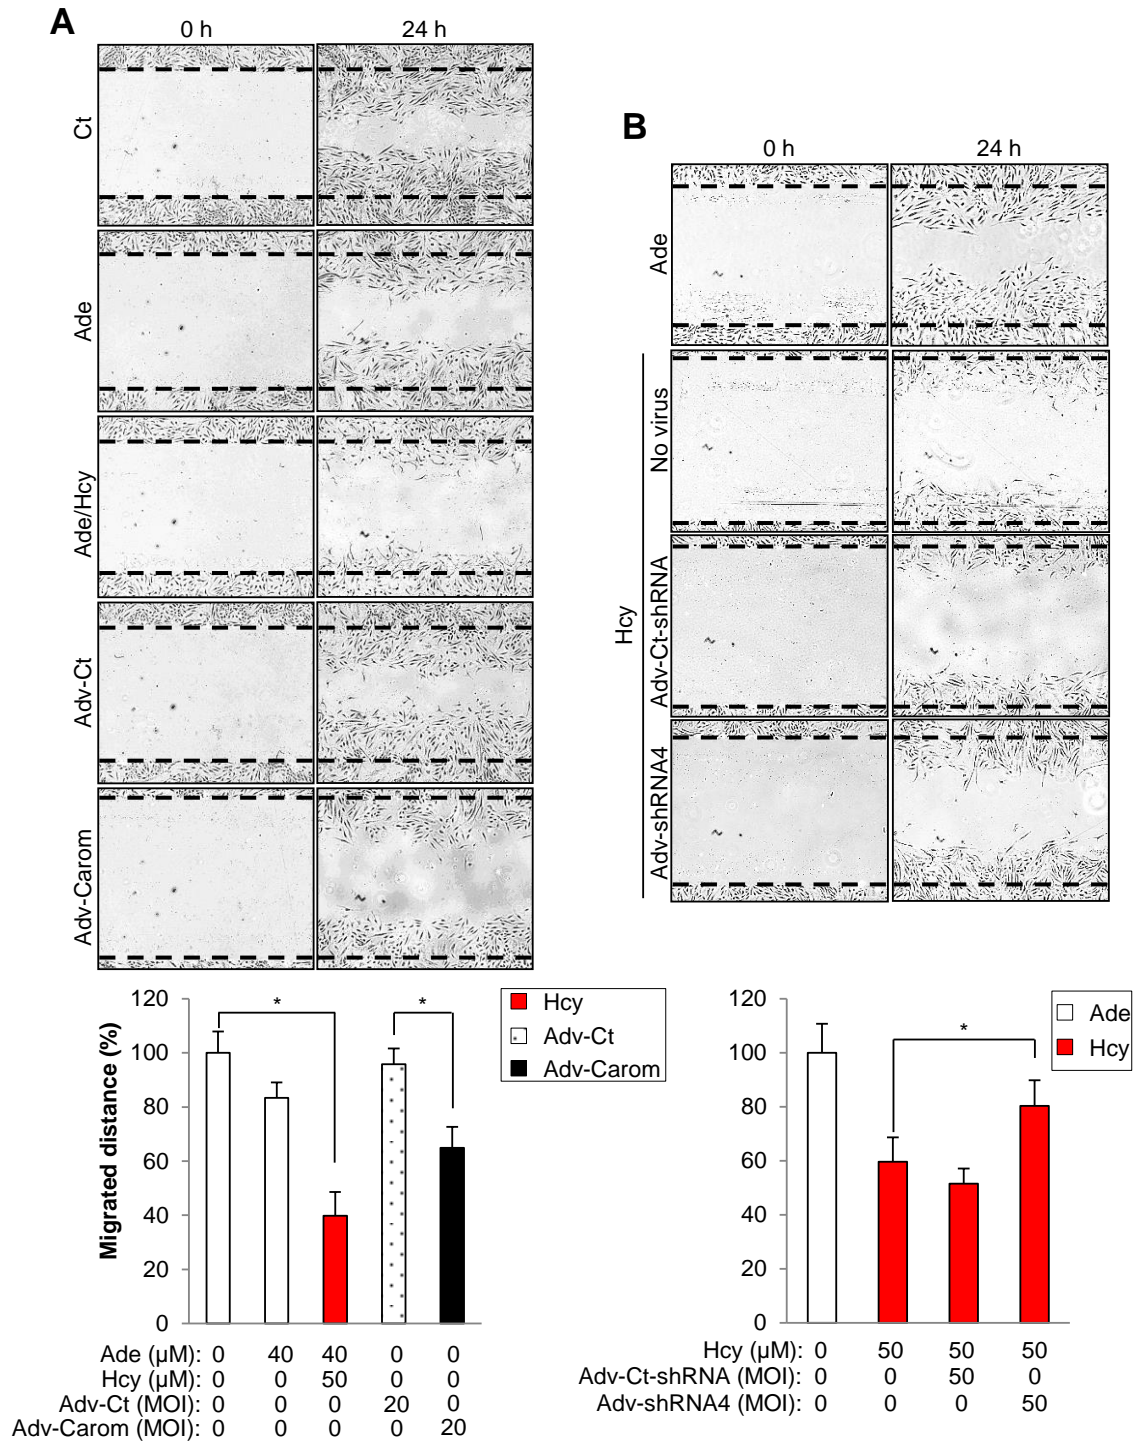 A
0 h 24 h
Ct
Ade
Ade/Hcy
Adv-Ct
Adv-Carom
B
0 h 24 h
Ade
Hcy
No virus
Adv-Ct-shRNA
Adv-shRNA4
Migrated distance (%)
120
100
80
60
40
20
0
* *
Hcy
Adv-Ct
Adv-Carom
Ade (μM): 0 40 40 0 0
Hcy (μM): 0 0 50 0 0
Adv-Ct (MOI): 0 0 0 20 0
Adv-Carom (MOI): 0 0 0 0 20
120
100
80
60
40
20
0
*
Ade
Hcy
Hcy (μM): 0 50 50 50
Adv-Ct-shRNA (MOI): 0 0 50 0
Adv-shRNA4 (MOI): 0 0 0 50